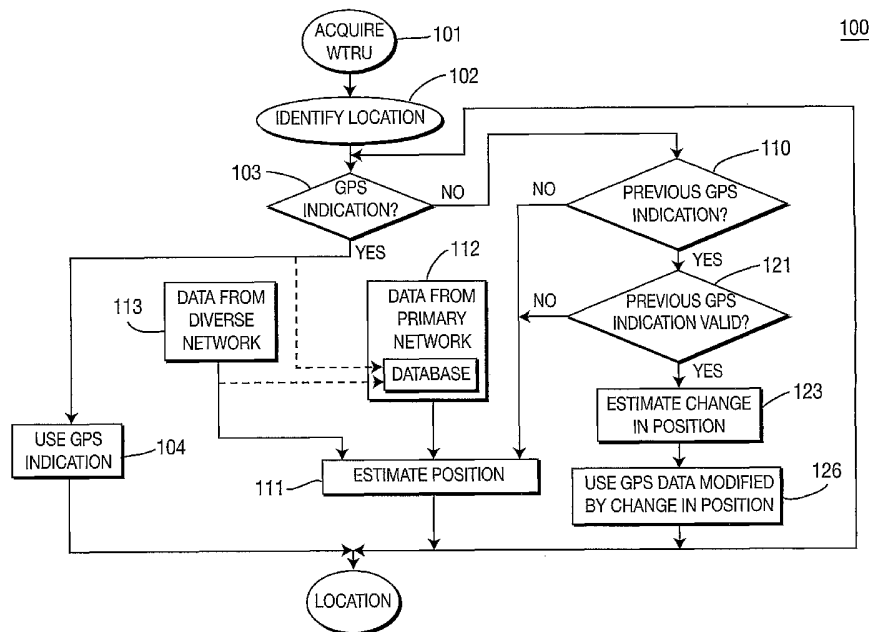 ACQUIRE
WTRU
101
100
102
IDENTIFY LOCATION
103
GPS
INDICATION?
NO
YES
110
PREVIOUS GPS
INDICATION?
NO
YES
121
PREVIOUS GPS
INDICATION VALID?
NO
YES
113
DATA FROM
DIVERSE
NETWORK
112
DATA FROM
PRIMARY
NETWORK
DATABASE
ESTIMATE CHANGE
IN POSITION
123
USE GPS
INDICATION
104
111
ESTIMATE POSITION
USE GPS DATA MODIFIED
BY CHANGE IN POSITION
126
LOCATION